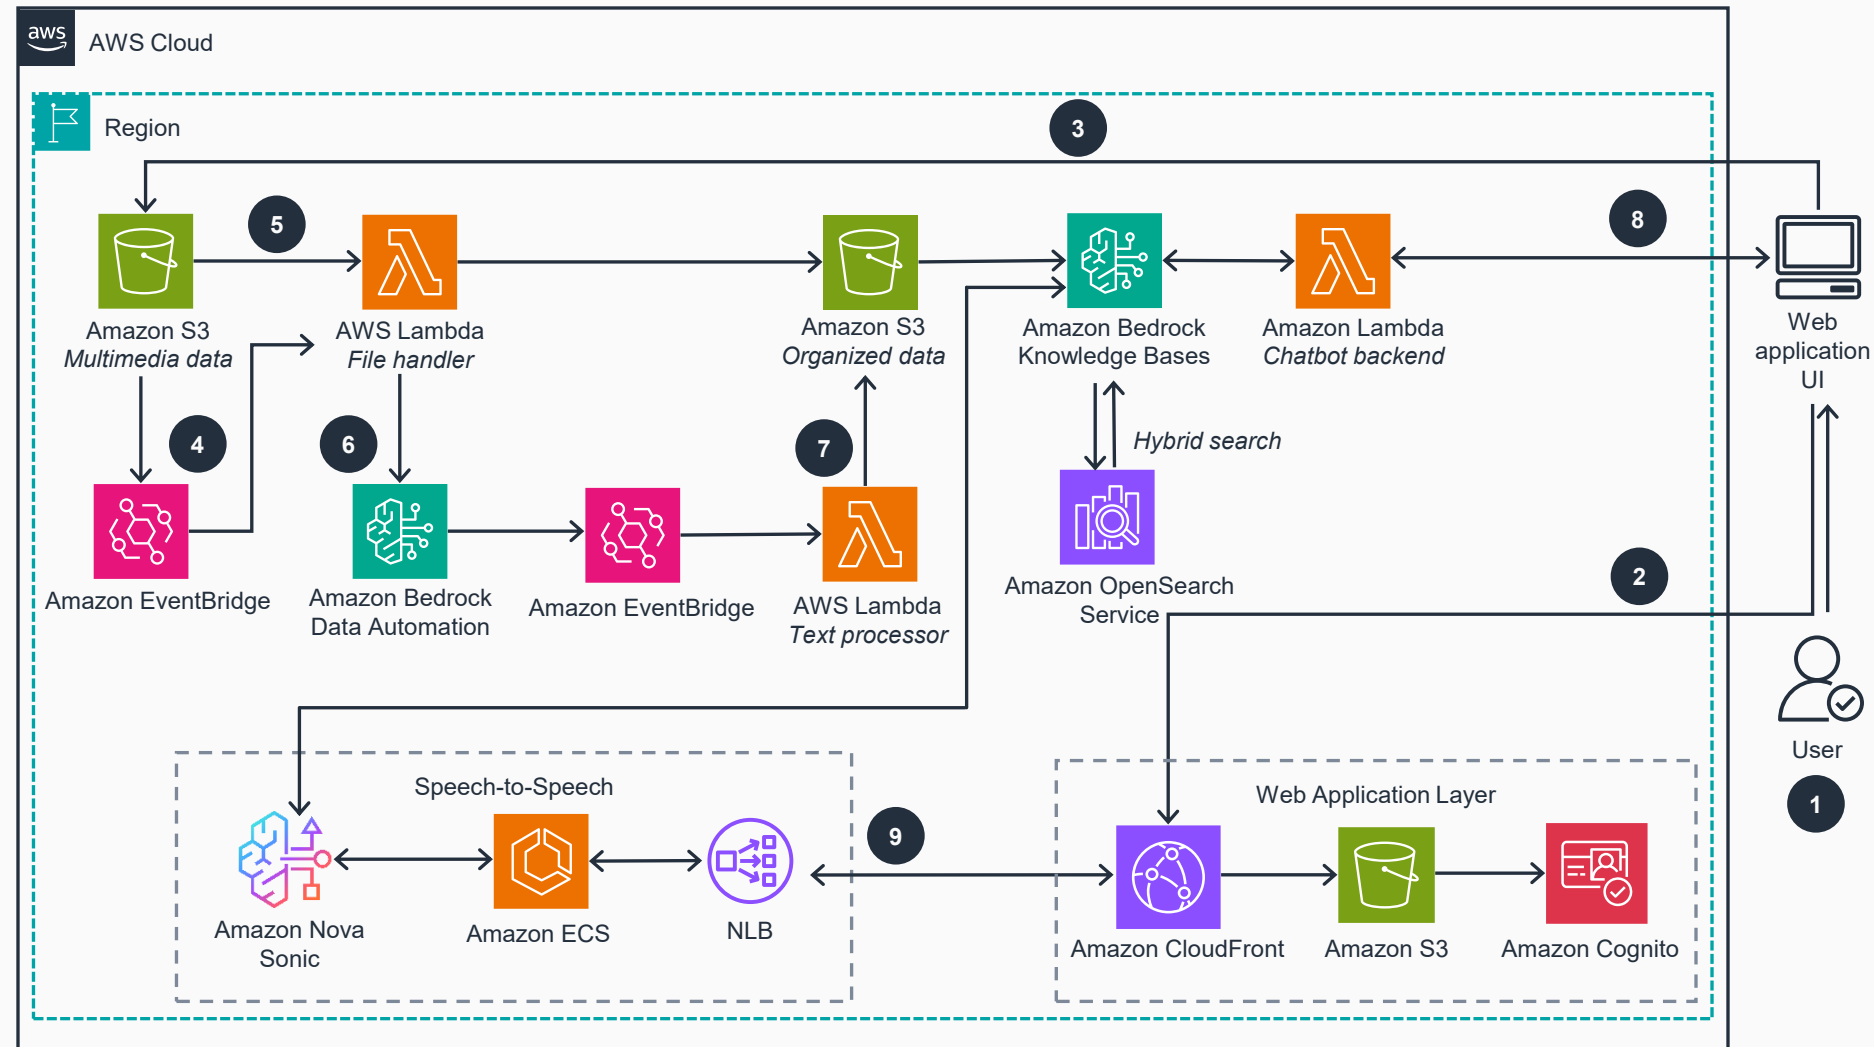 aws
AWS Cloud
Region
3
5
8
Amazon S3
Multimedia data
AWS Lambda
File handler
Amazon S3
Organized data
Amazon Bedrock
Knowledge Bases
Amazon Lambda
Chatbot backend
Web
application
UI
4
6
7
Hybrid search
Amazon EventBridge
Amazon Bedrock
Data Automation
Amazon EventBridge
AWS Lambda
Text processor
Amazon OpenSearch
Service
2
User
1
Speech-to-Speech
Amazon Nova
Sonic
Amazon ECS
NLB
9
Web Application Layer
Amazon CloudFront
Amazon S3
Amazon Cognito